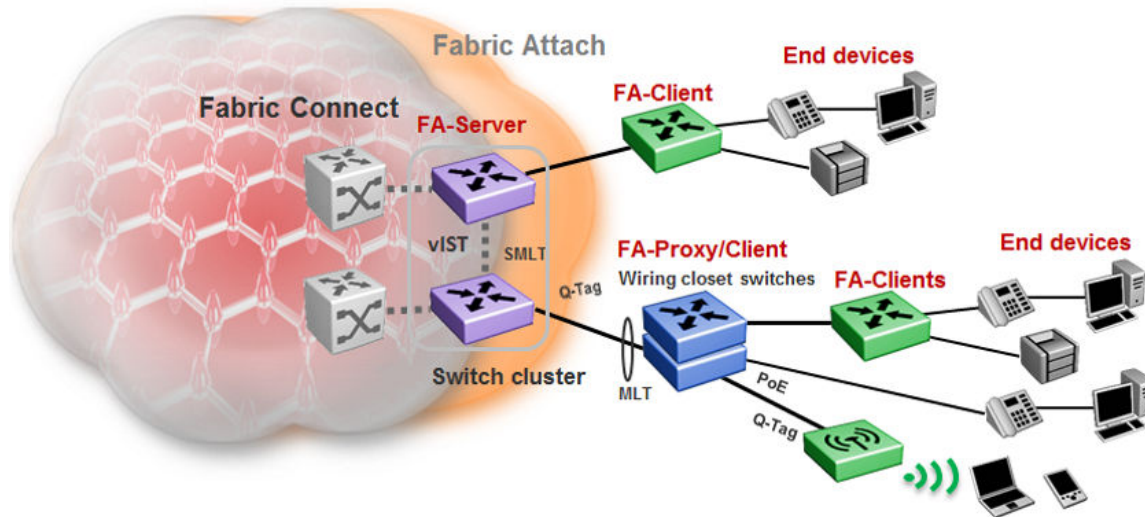 Fabric Attach
End devices
FA-Client
Fabric Connect
FA-Server
vIST
SMLT
FA-Proxy/Client
End devices
Wiring closet switches
FA-Clients
Q-Tag
Switch cluster
MLT
PoE
Q-Tag